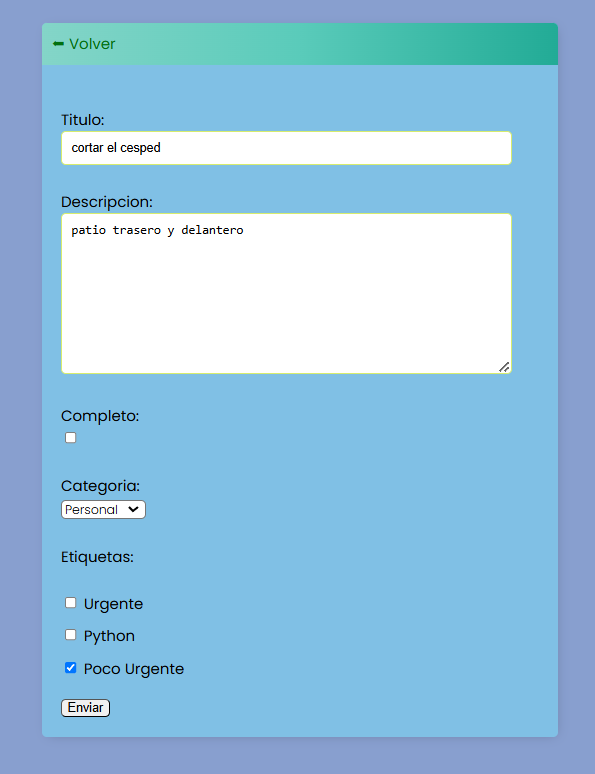 ⬅ Volver
Titulo:
cortar el cesped
Descripcion:
patio trasero y delantero
Completo:
Categoria:
Personal
Etiquetas:
Urgente
Python
Poco Urgente
Enviar